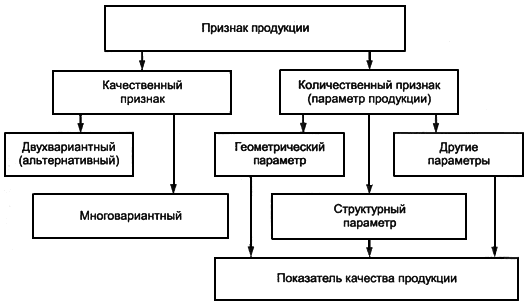 Признак продукции
Качественный
признак
Количественный признак
(параметр продукции)
Двухвариантный
(альтернативный)
Геометрический
параметр
Другие
параметры
Многовариантный
Структурный
параметр
Показатель качества продукции